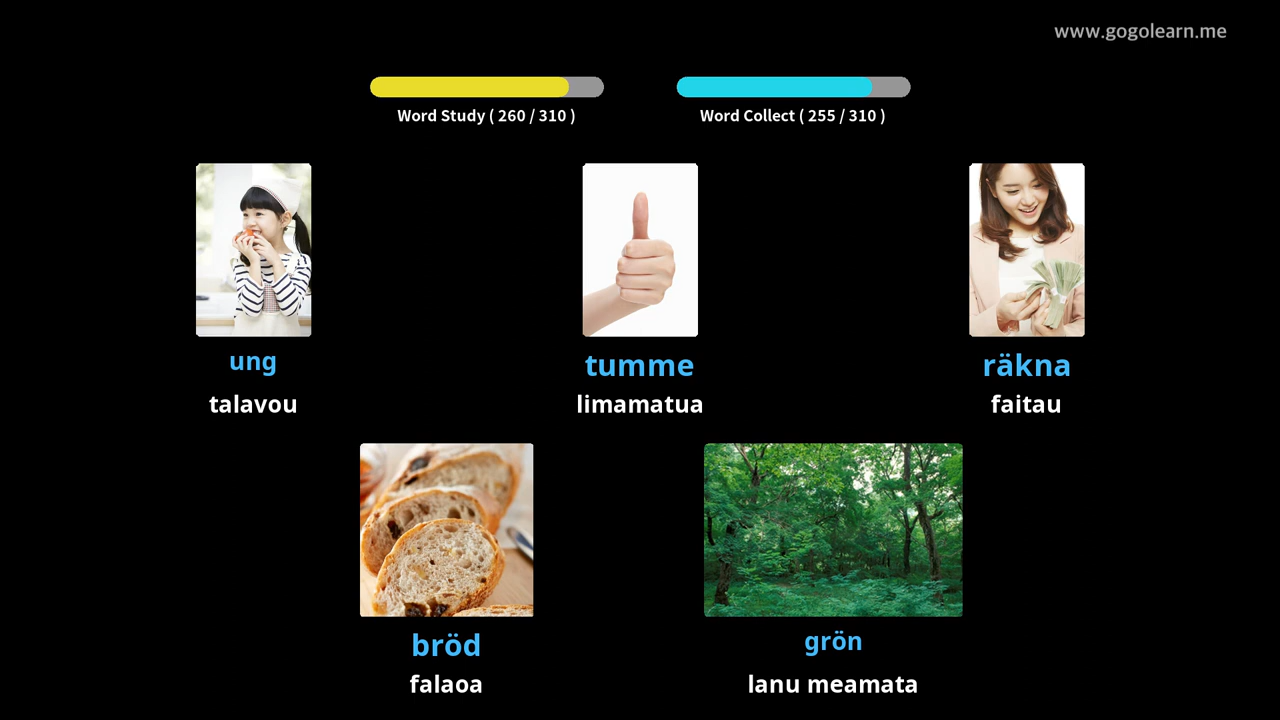 www.gogolearn.me
Word Study ( 260 / 310 )
Word Collect ( 255 / 310 )
ung
talavou
tumme
limamatua
räkna
faitau
bröd
falaoa
grön
lanu meamata